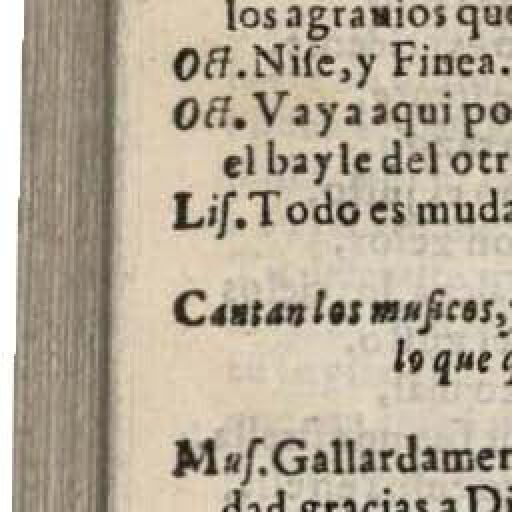 los agrauios que
Oct. Nise, y Finea.
Oct. Vaya aqui po
el bayle del otr
Lis. Todo es muda
Cantan los musicos,
lo que
Mus. Gallardamen
dad gracias a Di